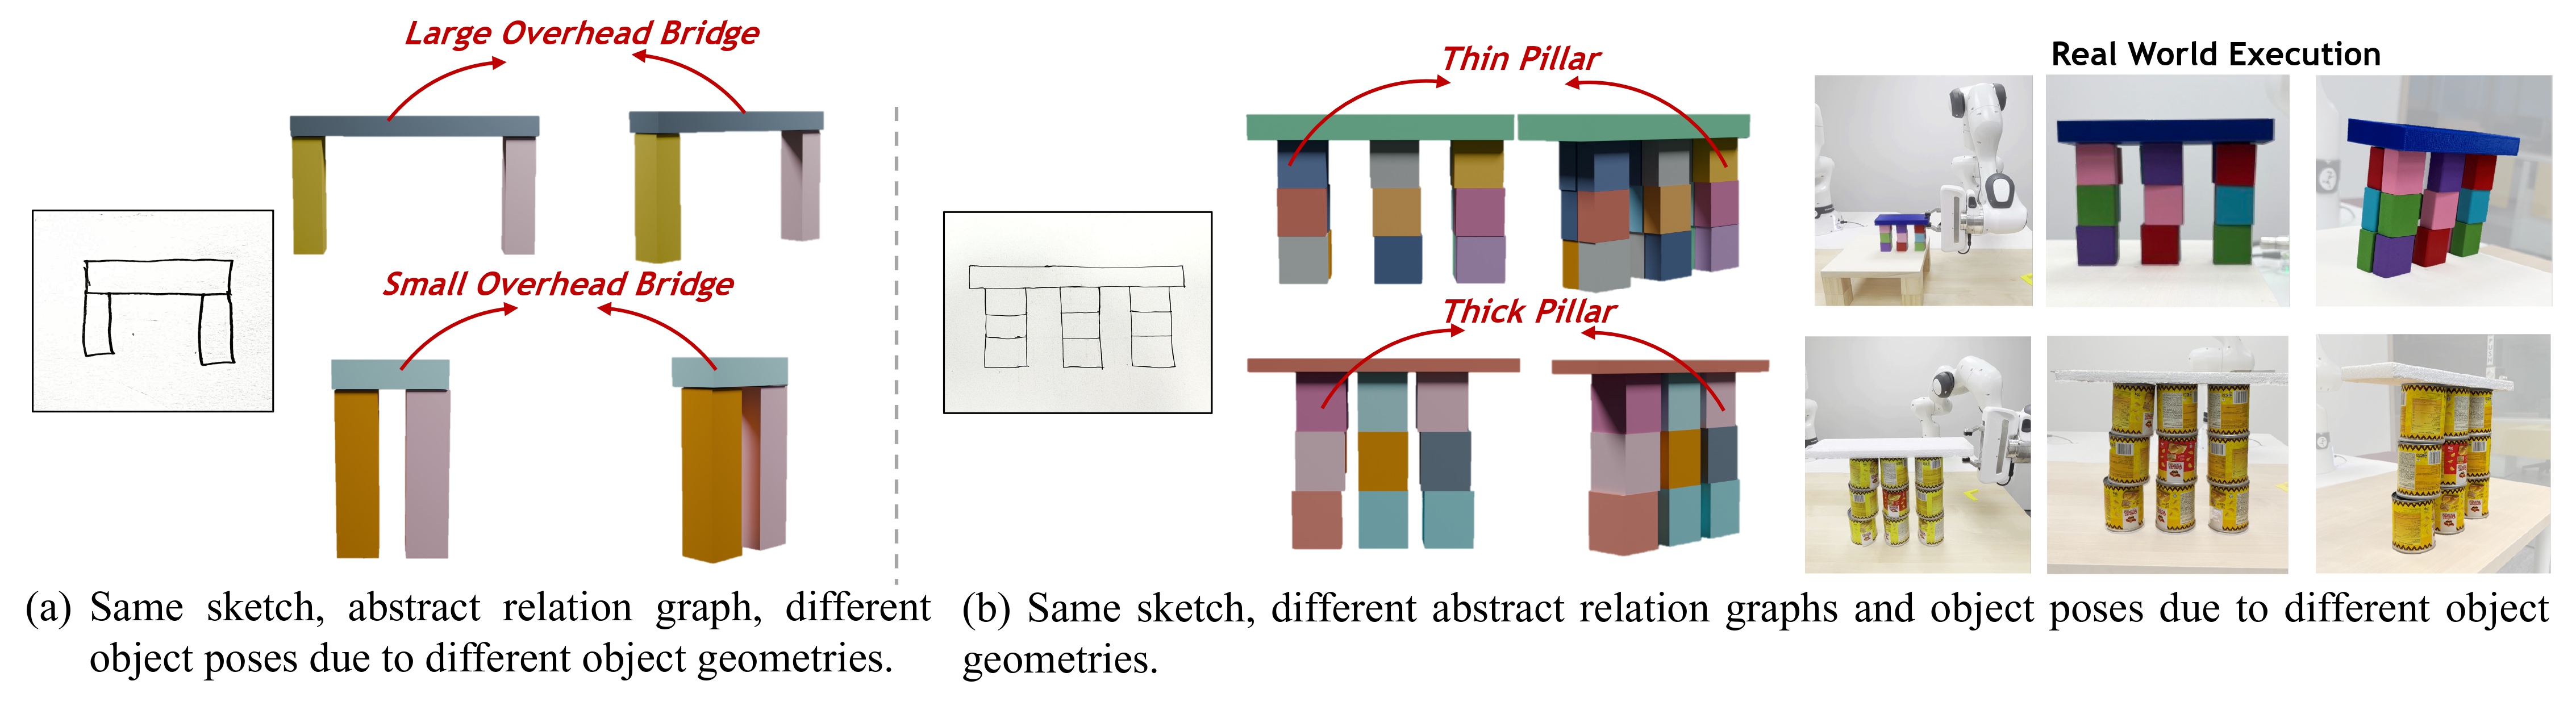 Large Overhead Bridge
Small Overhead Bridge
(a) Same sketch, abstract relation graph, different
object poses due to different object geometries.
Thin Pillar
Thick Pillar
Real World Execution
(b) Same sketch, different abstract relation graphs and object poses due to different object
geometries.